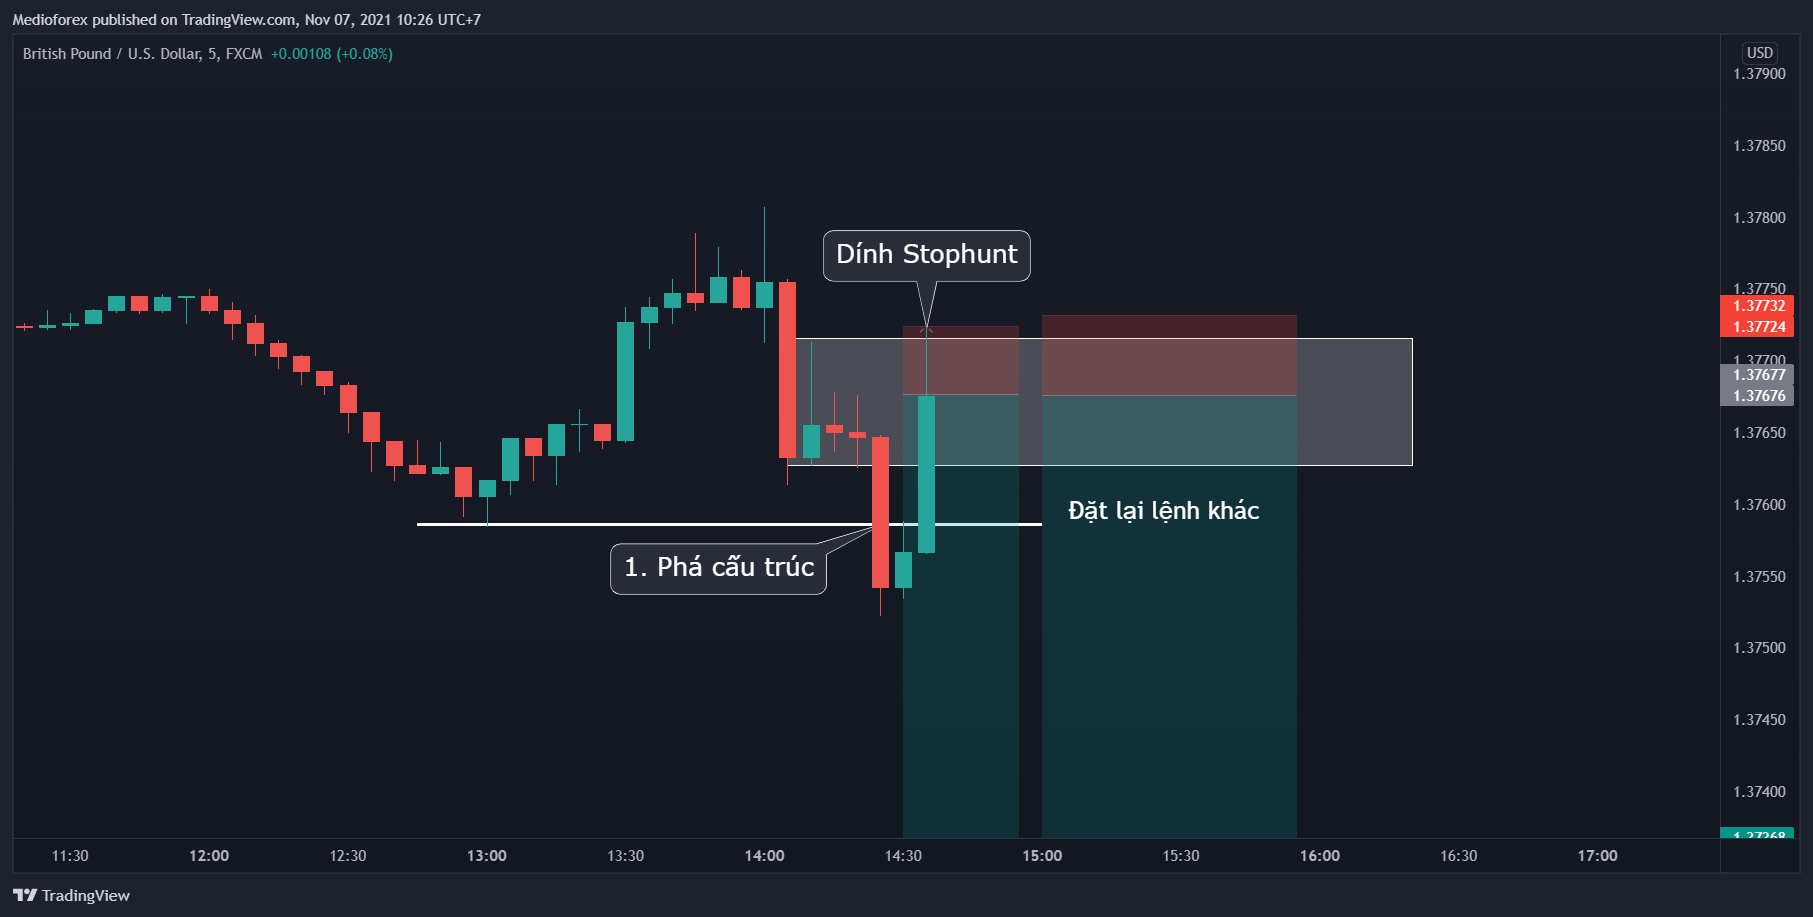 Medioforex published on TradingView.com, Nov 07, 2021 10:26 UTC+7
British Pound / U.S. Dollar, 5, FXCM +0.00108 (+0.08%)
USD
1.37900
1.37850
1.37800
1.37750
1.37732
1.37724
1.37700
1.37677
1.37676
1.37650
1.37600
1.37550
1.37500
1.37450
1.37400
Dính Stophunt
Đặt lại lệnh khác
1. Phá cấu trúc
11:30 12:00 12:30 13:00 13:30 14:00 14:30 15:00 15:30 16:00 16:30 17:00
TradingView